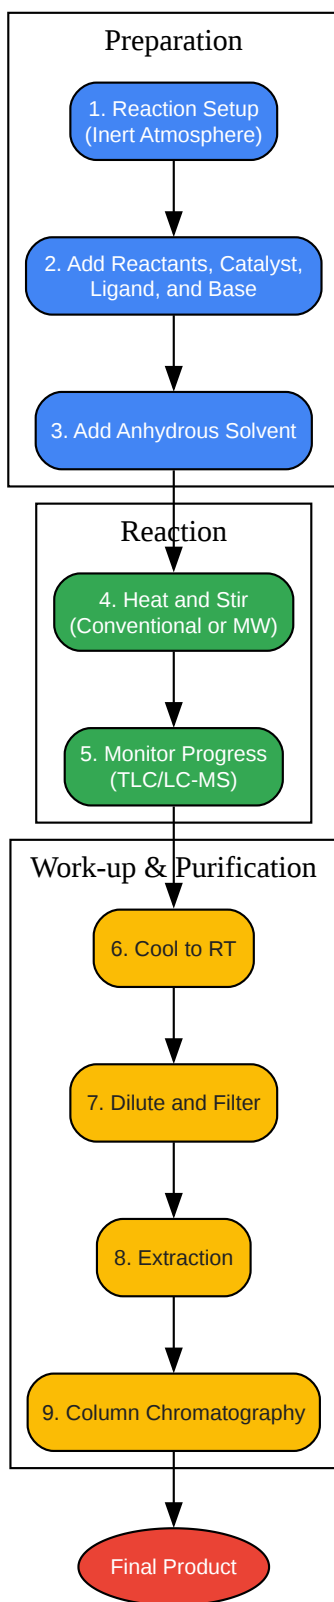 Preparation
1. Reaction Setup
(Inert Atmosphere)
2. Add Reactants, Catalyst,
Ligand, and Base
3. Add Anhydrous Solvent
Reaction
4. Heat and Stir
(Conventional or MW)
5. Monitor Progress
(TLC/LC-MS)
Work-up & Purification
6. Cool to RT
7. Dilute and Filter
8. Extraction
9. Column Chromatography
Final Product